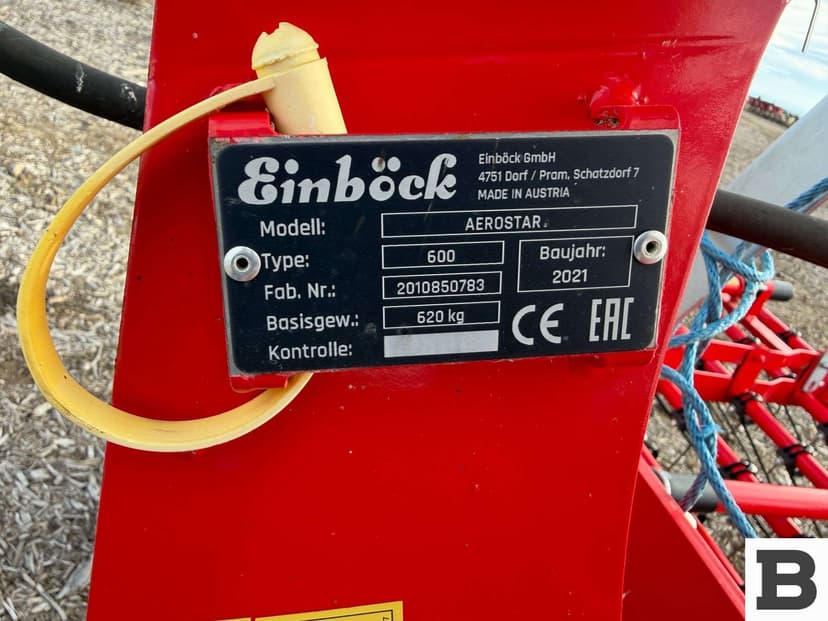 Einböck
Einböck GmbH
4751 Dorf / Pram, Schatzdorf 7
MADE IN AUSTRIA
Modell: AEROSTAR
Type: 600
Baujahr:
2021
Fab. Nr.: 2010850783
Basisgew.: 620 kg
Kontrolle:
CE EAC
B